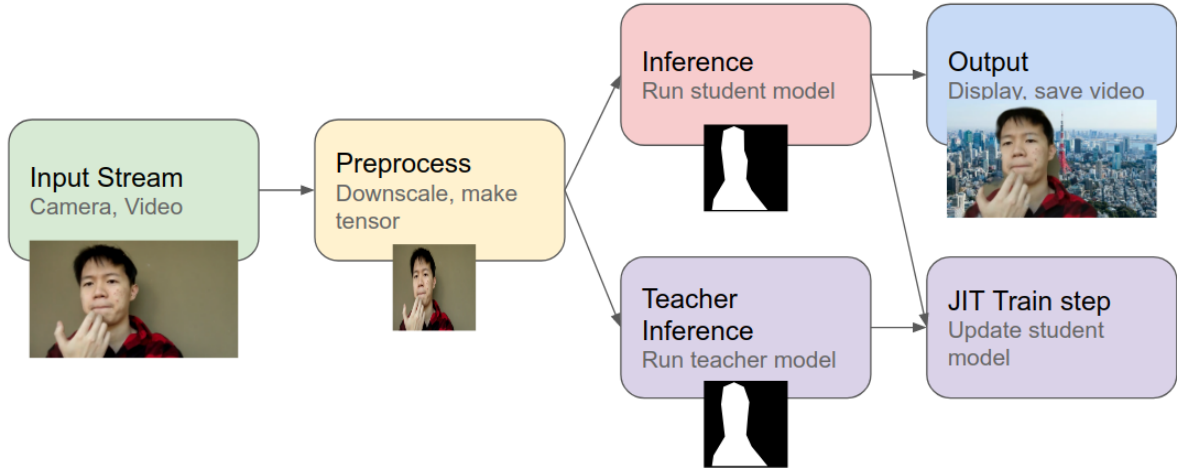 Input Stream
Camera, Video
Preprocess
Downscale, make
tensor
Inference
Run student model
Teacher
Inference
Run teacher model
Output
Display, save video
JIT Train step
Update student
model